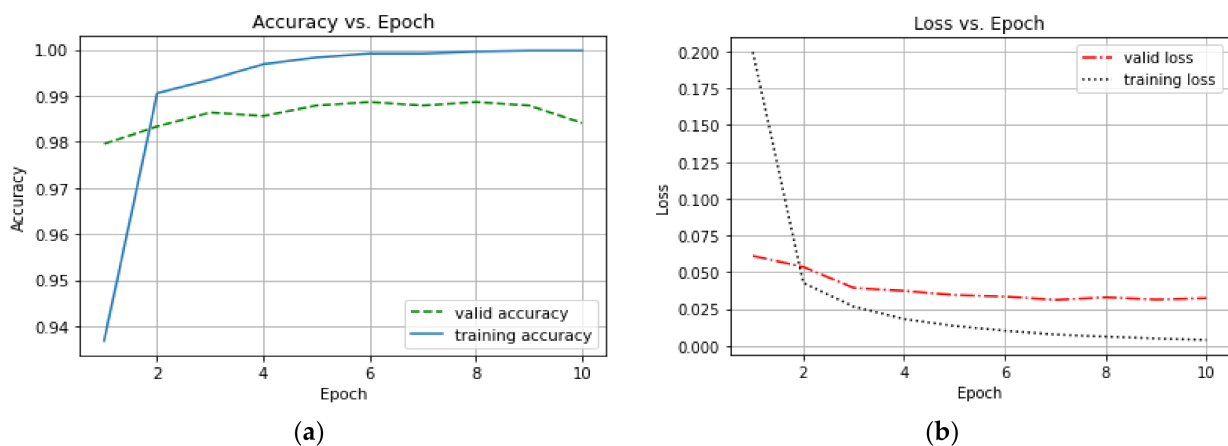 Accuracy vs. Epoch
1.00
0.99
0.98
0.97
0.96
0.95
0.94
Accuracy
valid accuracy
training accuracy
2 4 6 8 10
Epoch
(a)
Loss vs. Epoch
0.200
0.175
0.150
0.125
0.100
0.075
0.050
0.025
0.000
Loss
valid loss
training loss
2 4 6 8 10
Epoch
(b)